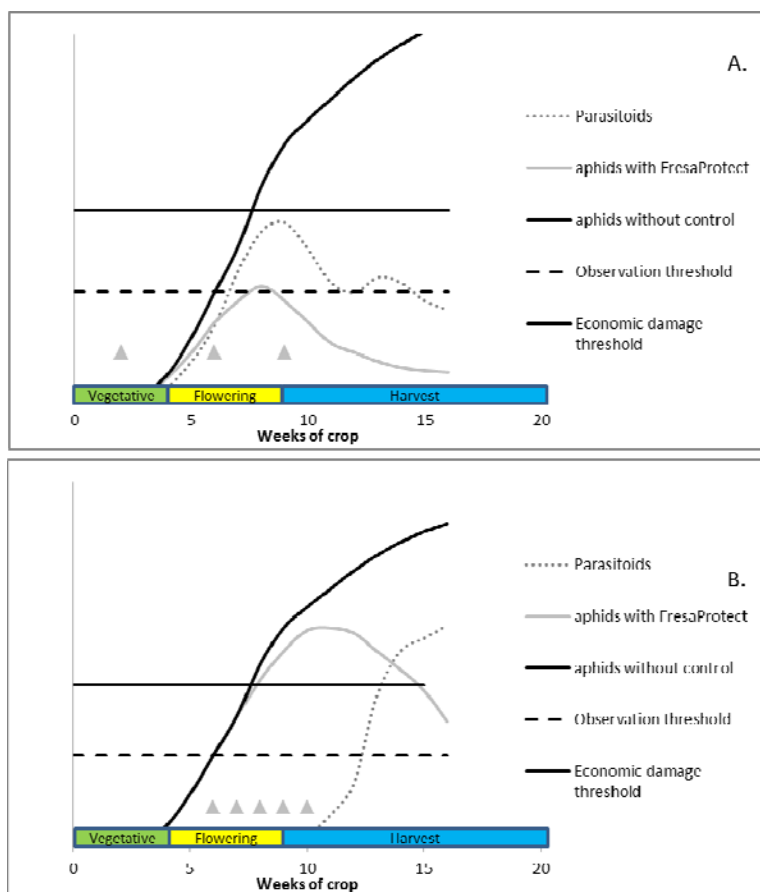 A.
Parasitoids
aphids with FresaProtect
aphids without control
Observation threshold
Economic damage
threshold
Vegetative Flowering Harvest
0 5 10 15 20
Weeks of crop
B.
Parasitoids
aphids with FresaProtect
aphids without control
Observation threshold
Economic damage
threshold
Vegetative Flowering Harvest
0 5 10 15 20
Weeks of crop